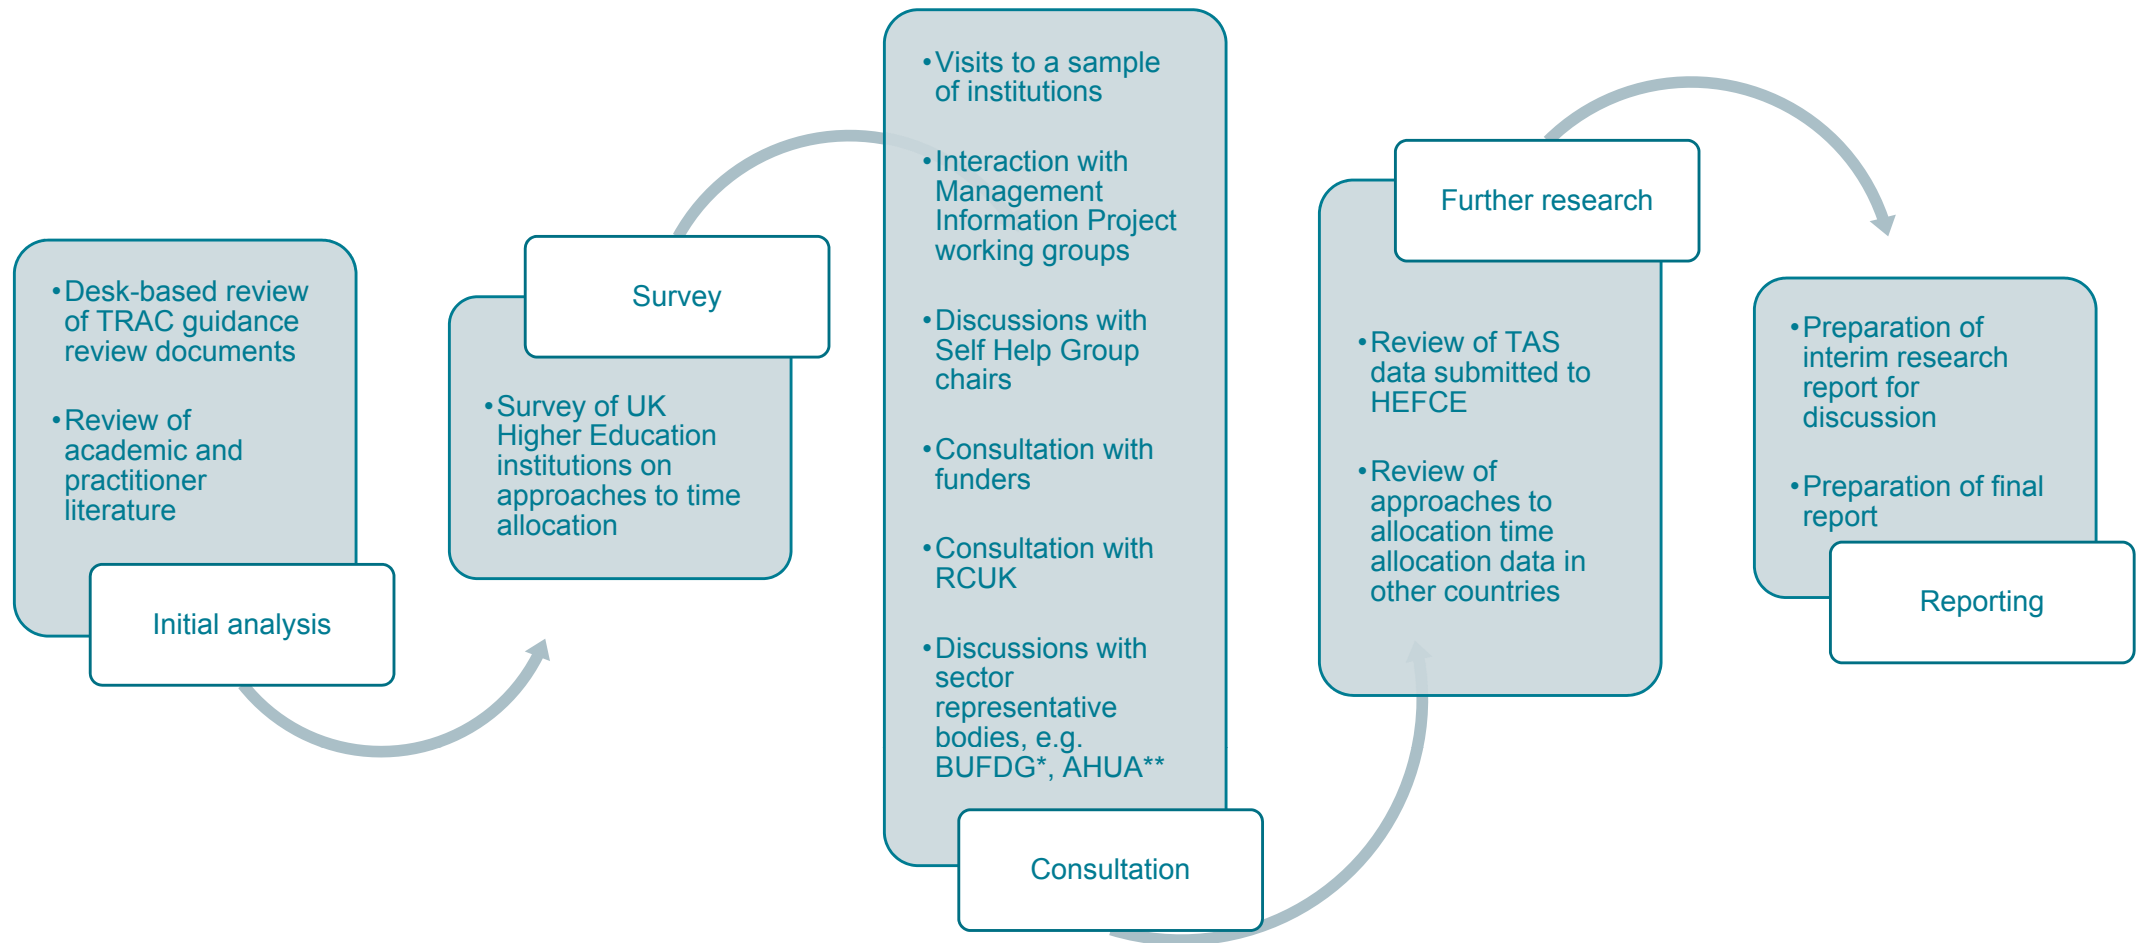 •Desk-based review
of TRAC guidance
review documents
•Review of
academic and
practitioner
literature
Initial analysis
Survey
•Survey of UK
Higher Education
institutions on
approaches to time
allocation
•Visits to a sample
of institutions
•Interaction with
Management
Information Project
working groups
•Discussions with
Self Help Group
chairs
•Consultation with
funders
•Consultation with
RCUK
•Discussions with
sector
representative
bodies, e.g.
BUFDG*, AHUA**
Consultation
Further research
•Review of TAS
data submitted to
HEFCE
•Review of
approaches to
allocation time
allocation data in
other countries
•Preparation of
interim research
report for
discussion
•Preparation of final
report
Reporting